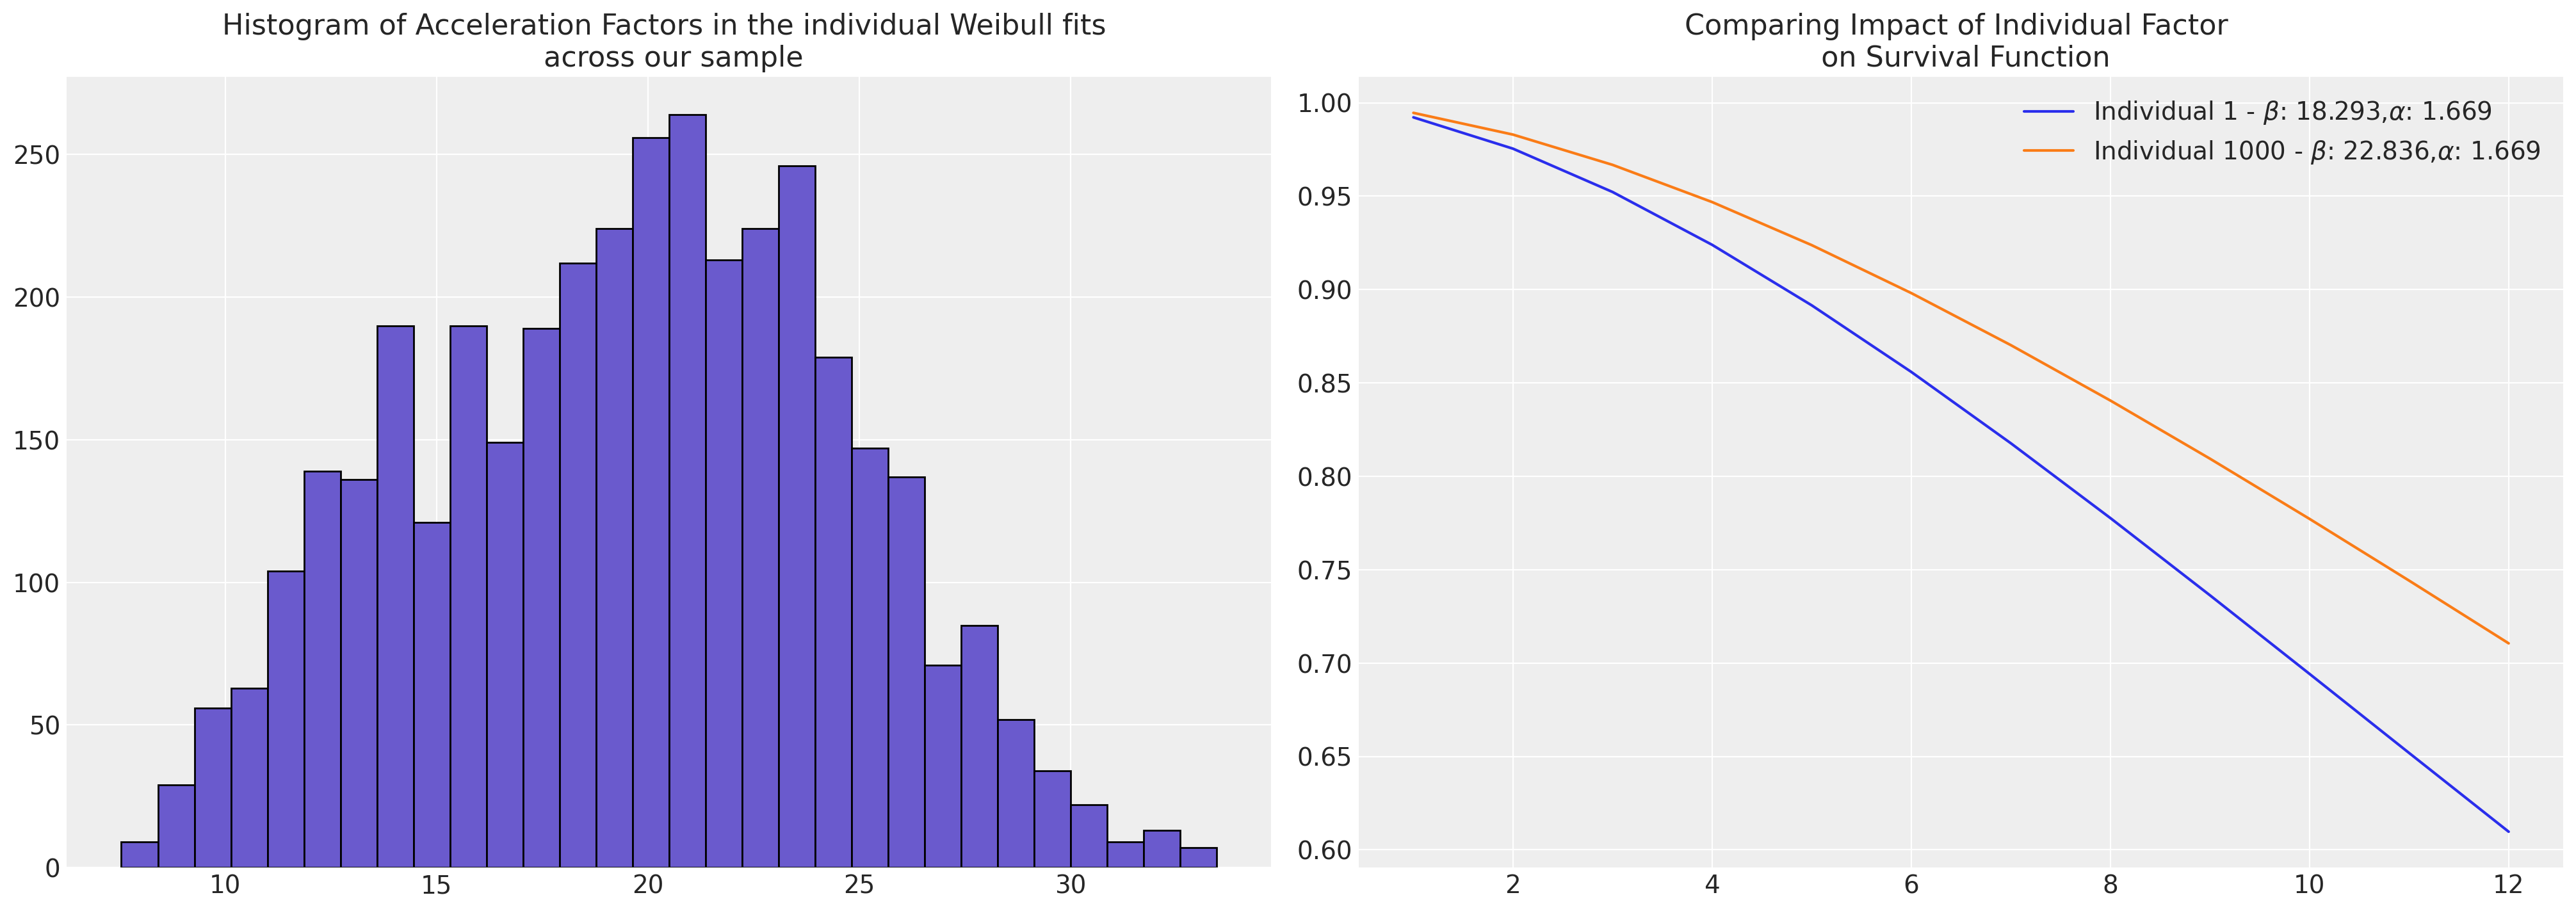 Histogram of Acceleration Factors in the individual Weibull fits
across our sample
250
200
150
100
50
0
10 15 20 25 30
Comparing Impact of Individual Factor
on Survival Function
Individual 1 - β: 18.293,α: 1.669
Individual 1000 - β: 22.836,α: 1.669
1.00
0.95
0.90
0.85
0.80
0.75
0.70
0.65
0.60
2 4 6 8 10 12